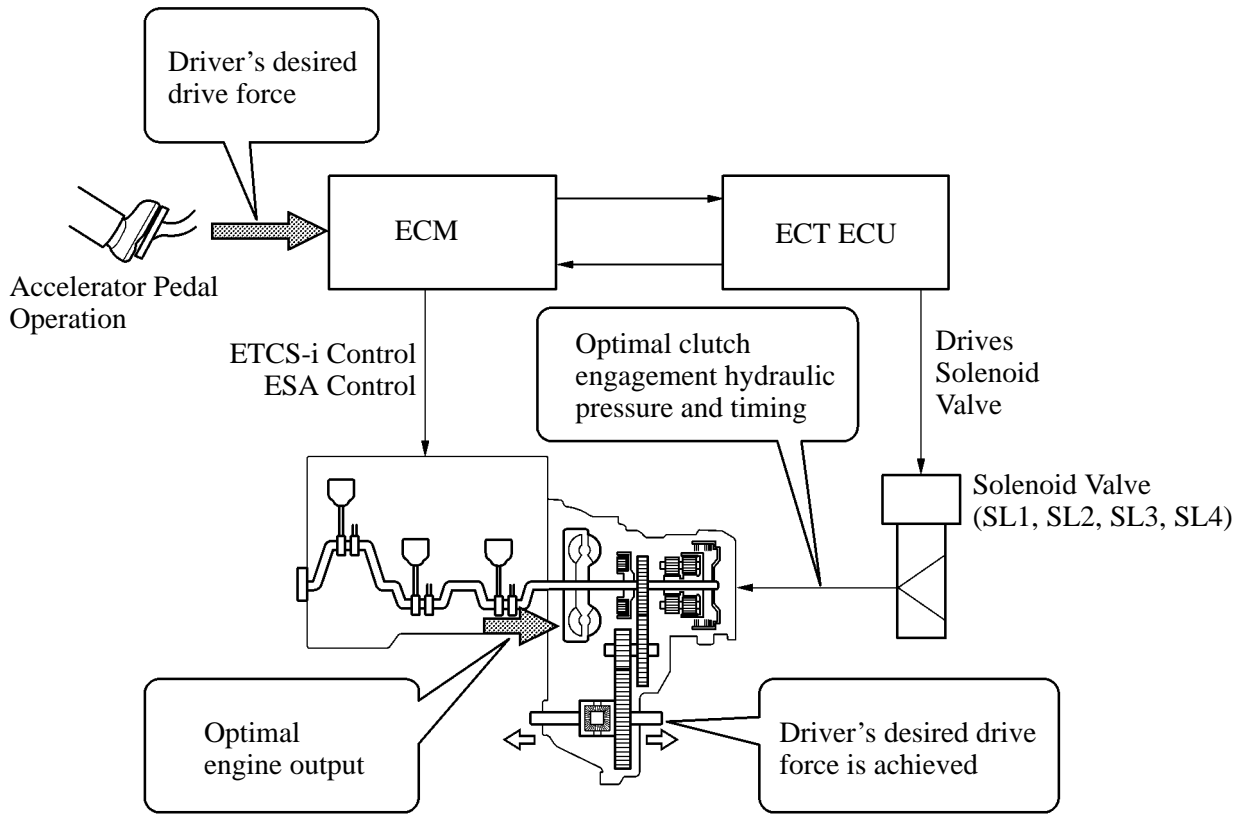 Driver's desired
drive force
ECM
ECT ECU
Accelerator Pedal
Operation
ETCS-i Control
ESA Control
Optimal clutch
engagement hydraulic
pressure and timing
Drives
Solenoid
Valve
Solenoid Valve
(SL1, SL2, SL3, SL4)
Optimal
engine output
Driver's desired drive
force is achieved